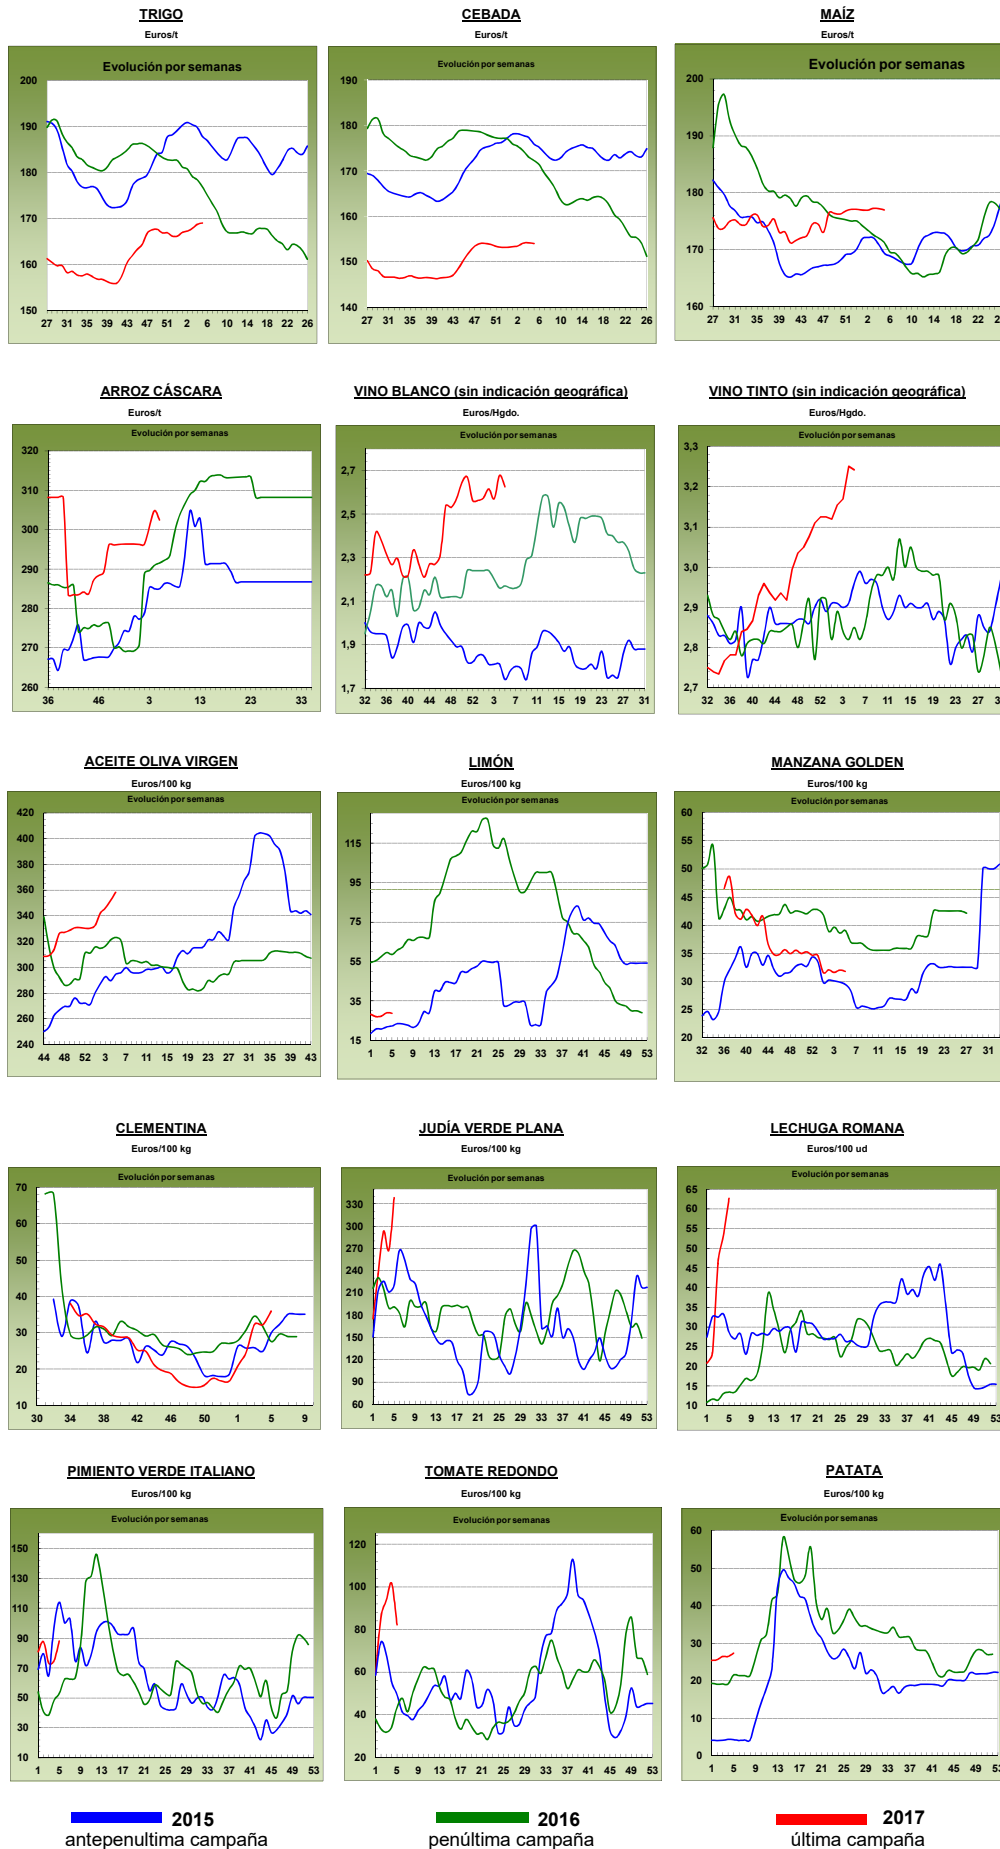 TRIGO CEBADA MAÍZ
Euros/t Euros/t Euros/t
Evolución por semanas Evolución por semanas Evolución por semanas
200 190 200
190 180 190
180 170 180
170 160 170
160 150 160
150 140
27 31 35 39 43 47 51 2 6 10 14 18 22 26
27 31 35 39 43 47 51 2 6 10 14 18 22 26
27 31 35 39 43 47 51 2 6 10 14 18 22
ARROZ CÁSCARA VINO BLANCO (sin indicación geográfica) VINO TINTO (sin indicación geográfica)
Euros/t Euros/Hgdo. Euros/Hgdo.
Evolución por semanas Evolución por semanas Evolución por semanas
320 2,7 3,3
310 2,5 3,2
300 2,3 3,1
290 2,1 3,0
280 1,9 2,9
270 1,7 2,8
260 2,7
36 46 3 13 23 33
32 36 40 44 48 52 3 7 11 15 19 23 27 31
32 36 40 44 48 52 3 7 11 15 19 23 27
ACEITE OLIVA VIRGEN LIMÓN MANZANA GOLDEN
Euros/100 kg Euros/100 kg Euros/100 kg
Evolución por semanas Evolución por semanas Evolución por semanas
420 115 60
400 95 55
380 75 50
360 55 45
340 35 40
320 15 35
300 30
280 25
260 20
240
44 48 52 3 7 11 15 19 23 27 31 35 39 43
1 5 9 13 17 21 25 29 33 37 41 45 49 53
32 36 40 44 48 52 3 7 11 15 19 23 27 31
CLEMENTINA JUDÍA VERDE PLANA LECHUGA ROMANA
Euros/100 kg Euros/100 kg Euros/100 ud
Evolución por semanas Evolución por semanas Evolución por semanas
70 330 65
60 300 60
50 270 55
40 240 50
30 210 45
20 180 40
10 150 35
120 30
90 25
60 20
15
10
30 34 38 42 46 50 1 5 9
1 5 9 13 17 21 25 29 33 37 41 45 49 53
1 5 9 13 17 21 25 29 33 37 41 45 49 53
PIMIENTO VERDE ITALIANO TOMATE REDONDO PATATA
Euros/100 kg Euros/100 kg Euros/100 kg
Evolución por semanas Evolución por semanas Evolución por semanas
150 120 60
130 100 50
110 80 40
90 60 30
70 40 20
50 20 10
30 0
10
1 5 9 13 17 21 25 29 33 37 41 45 49 53
1 5 9 13 17 21 25 29 33 37 41 45 49 53
1 5 9 13 17 21 25 29 33 37 41 45 49
2015 2016 2017
antepenultima campaña penúltima campaña última campaña